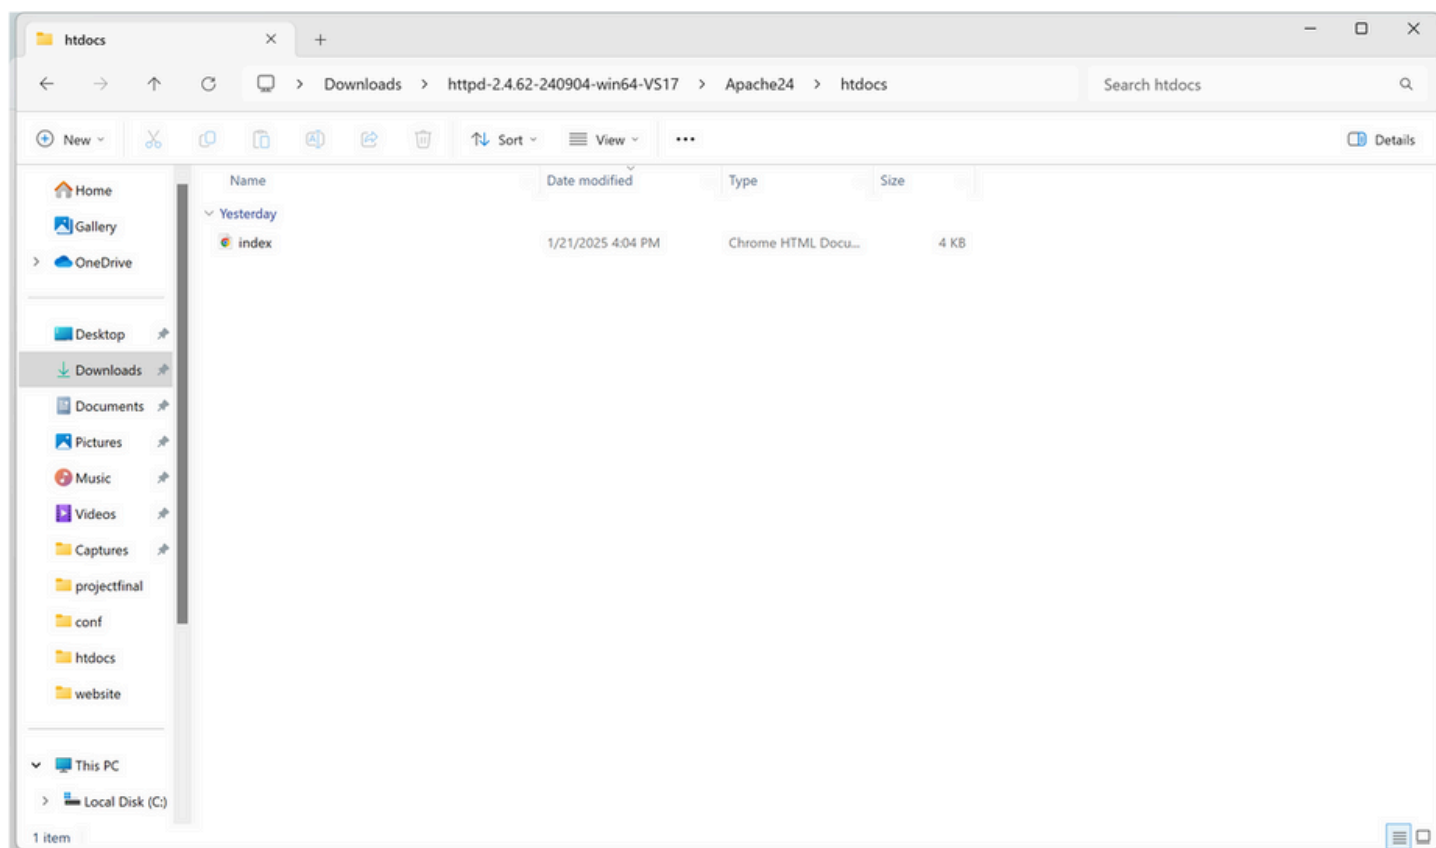 htdocs
Downloads > httpd-2.4.62-240904-win64-VS17 > Apache24 > htdocs
Search htdocs
New
Sort
View
Details
Home
Gallery
OneDrive
Desktop
Downloads
Documents
Pictures
Music
Videos
Captures
projectfinal
conf
htdocs
website
This PC
Local Disk (C:)
Name Date modified Type Size
Yesterday
index 1/21/2025 4:04 PM Chrome HTML Docu... 4 KB
1 item